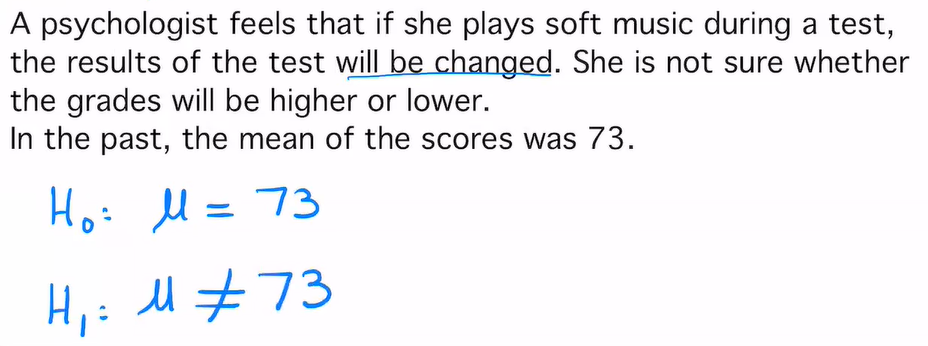 A psychologist feels that if she plays soft music during a test,
the results of the test will be changed. She is not sure whether
the grades will be higher or lower.
In the past, the mean of the scores was 73.
H₀: μ = 73
H₁: μ ≠ 73